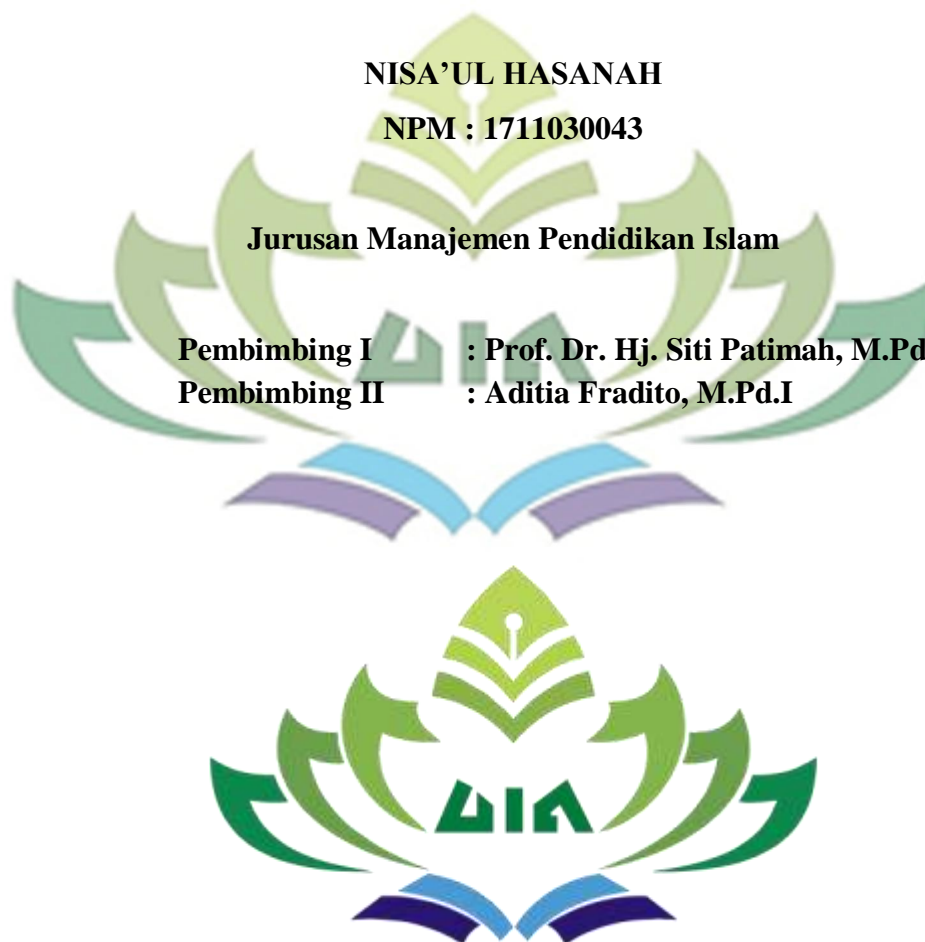 NISA’UL HASANAH
NPM : 1711030043
Jurusan Manajemen Pendidikan Islam
Pembimbing I : Prof. Dr. Hj. Siti Patimah, M.Pd
Pembimbing II : Aditia Fradito, M.Pd.I
UIN
UIN